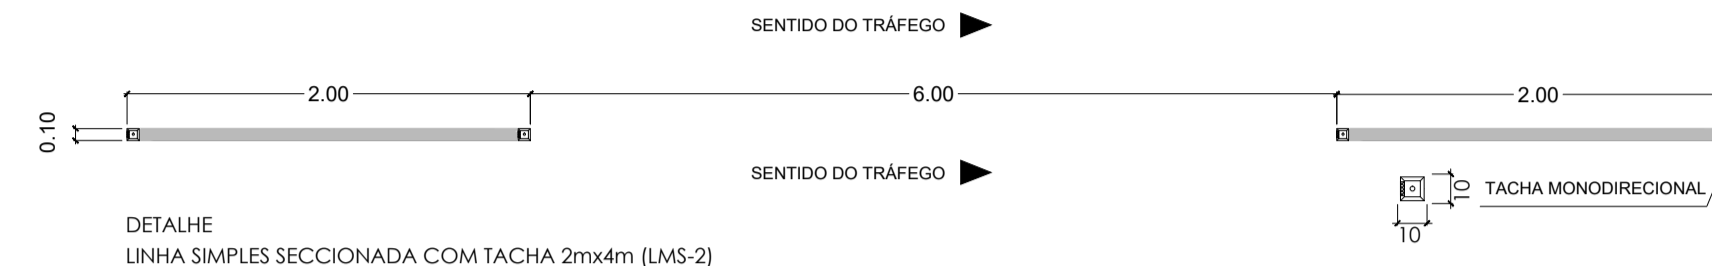 SENTIDO DO TRÁFEGO
2.00
6.00
2.00
0.10
SENTIDO DO TRÁFEGO
10
TACHA MONODIRECIONAL
10
DETALHE
LINHA SIMPLES SECCIONADA COM TACHA 2mx4m (LMS-2)